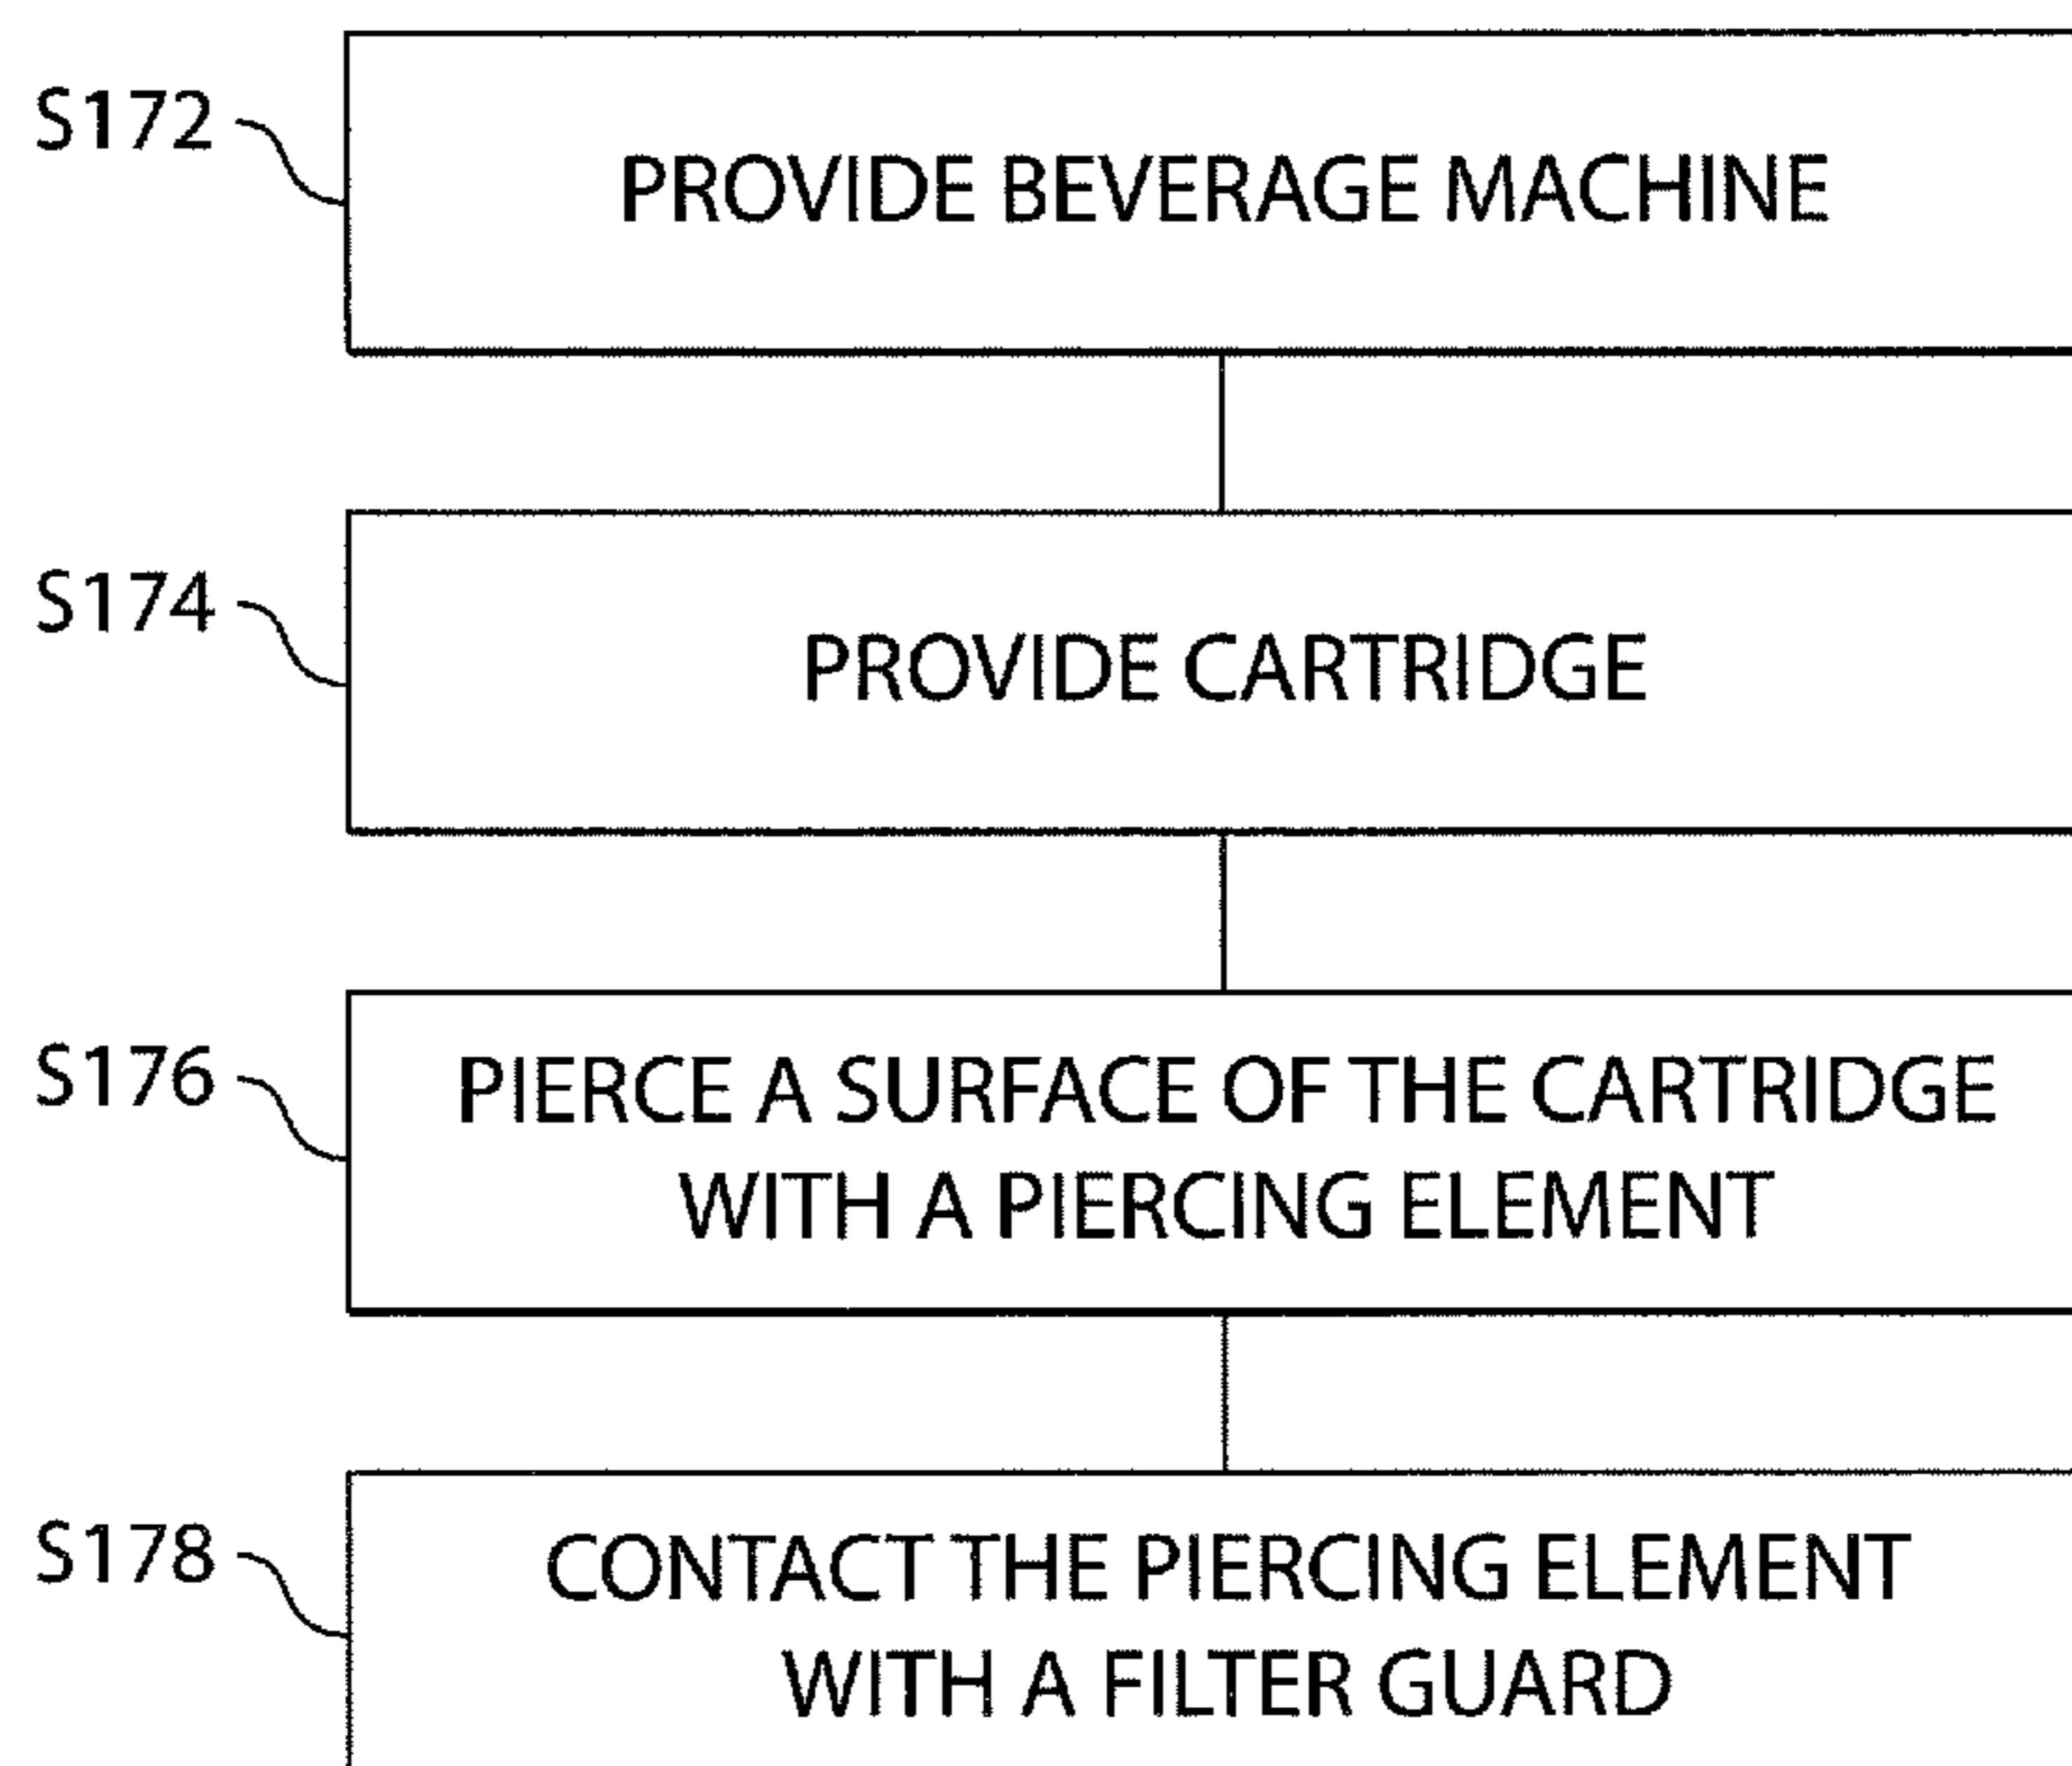 S172
PROVIDE BEVERAGE MACHINE
S174
PROVIDE CARTRIDGE
S176
PIERCE A SURFACE OF THE CARTRIDGE
WITH A PIERCING ELEMENT
S178
CONTACT THE PIERCING ELEMENT
WITH A FILTER GUARD